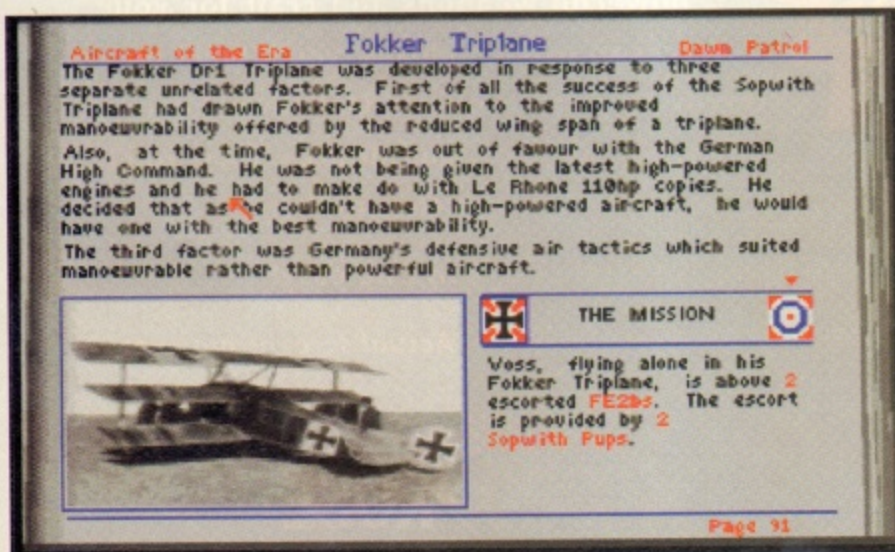 Aircraft of the Era Fokker Triplane Dawn Patrol
The Fokker Dr1 Triplane was developed in response to three
separate unrelated factors. First of all the success of the Sopwith
Triplane had drawn Fokker's attention to the improved
manoeuvrability offered by the reduced wing span of a triplane.
Also, at the time, Fokker was out of favour with the German
High Command. He was not being given the latest high-powered
engines and he had to make do with Le Rhone 110hp copies. He
decided that as he couldn't have a high-powered aircraft, he would
have one with the best manoeuvrability.
The third factor was Germany's defensive air tactics which suited
manoeuvrable rather than powerful aircraft.
THE MISSION
Voss, flying alone in his
Fokker Triplane, is above 2
escorted FE2bs. The escort
is provided by 2
Sopwith Pups.
Page 91